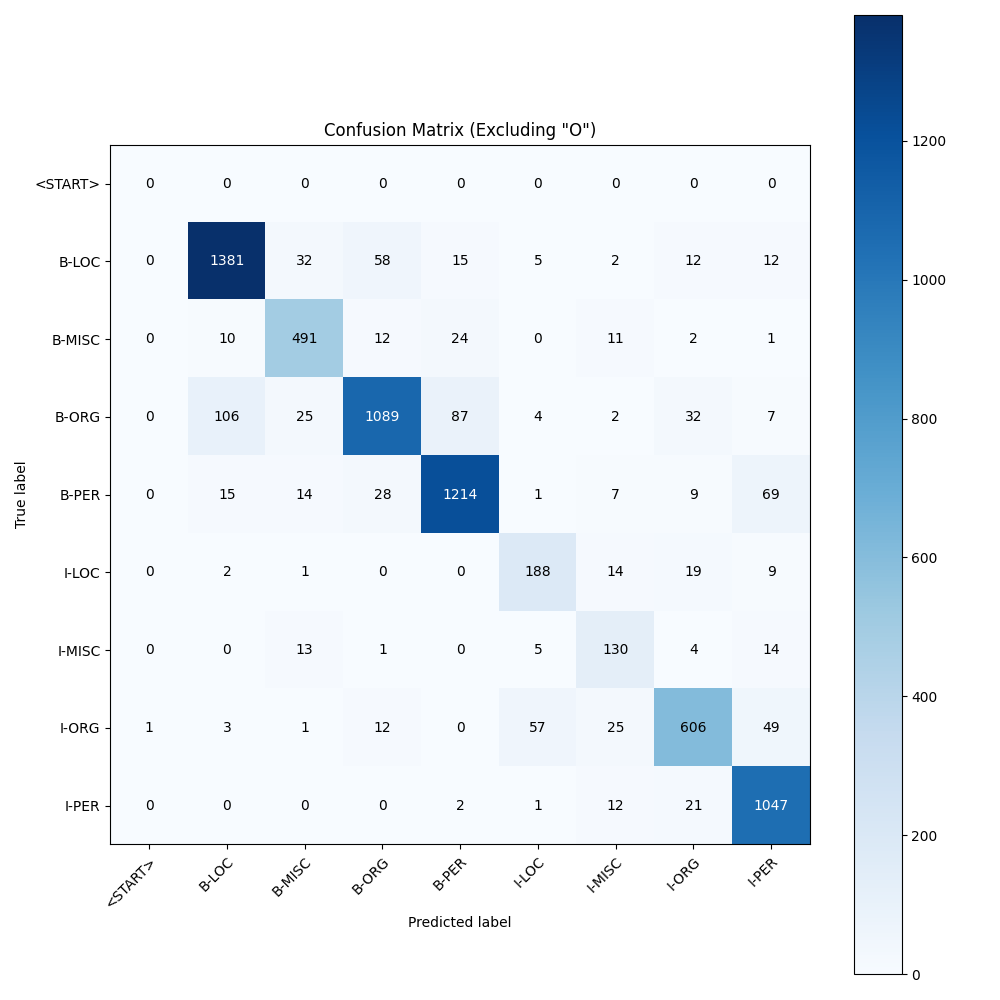 Confusion Matrix (Excluding "O")
<START> 0 0 0 0 0 0 0 0 0
B-LOC 0 1381 32 58 15 5 2 12 12
B-MISC 0 10 491 12 24 0 11 2 1
B-ORG 0 106 25 1089 87 4 2 32 7
B-PER 0 15 14 28 1214 1 7 9 69
I-LOC 0 2 1 0 0 188 14 19 9
I-MISC 0 0 13 1 0 5 130 4 14
I-ORG 1 3 1 12 0 57 25 606 49
I-PER 0 0 0 0 2 1 12 21 1047
<START> B-LOC B-MISC B-ORG B-PER I-LOC I-MISC I-ORG I-PER
Predicted label
True label
1200
1000
800
600
400
200
0